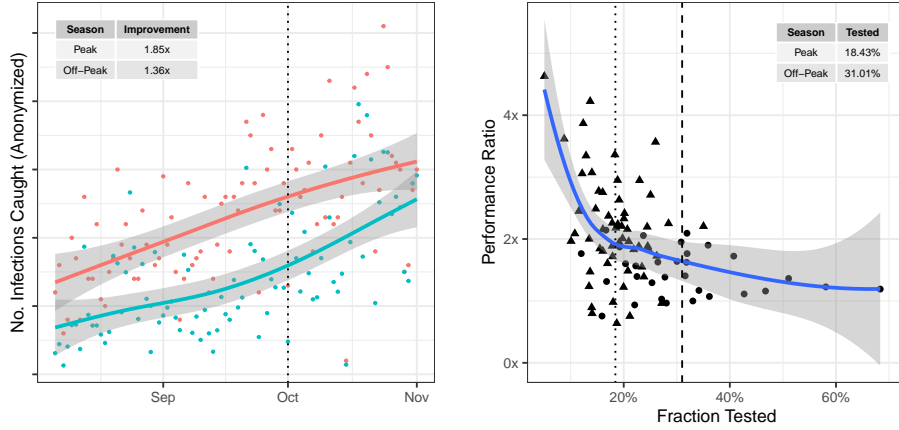 Season Improvement
Peak 1.85x
Off-Peak 1.36x
No. Infections Caught (Anonymized)
Sep Oct Nov
Season Tested
Peak 18.43%
Off-Peak 31.01%
Performance Ratio
4x
2x
0x
20% 40% 60%
Fraction Tested